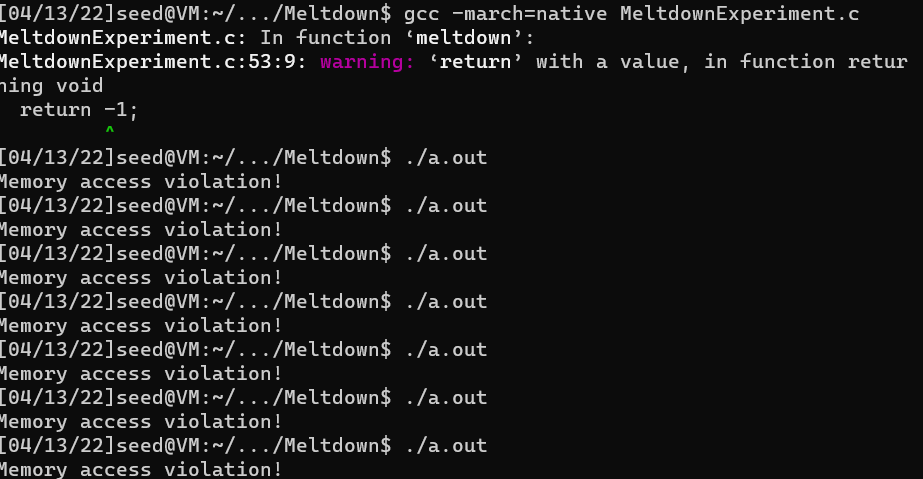 [04/13/22]seed@VM:~/.../Meltdown$ gcc -march=native MeltdownExperiment.c
MeltdownExperiment.c: In function ‘meltdown’:
MeltdownExperiment.c:53:9: warning: ‘return’ with a value, in function retur
ning void
  return -1;
         ^
[04/13/22]seed@VM:~/.../Meltdown$ ./a.out
Memory access violation!
[04/13/22]seed@VM:~/.../Meltdown$ ./a.out
Memory access violation!
[04/13/22]seed@VM:~/.../Meltdown$ ./a.out
Memory access violation!
[04/13/22]seed@VM:~/.../Meltdown$ ./a.out
Memory access violation!
[04/13/22]seed@VM:~/.../Meltdown$ ./a.out
Memory access violation!
[04/13/22]seed@VM:~/.../Meltdown$ ./a.out
Memory access violation!
[04/13/22]seed@VM:~/.../Meltdown$ ./a.out
Memory access violation!